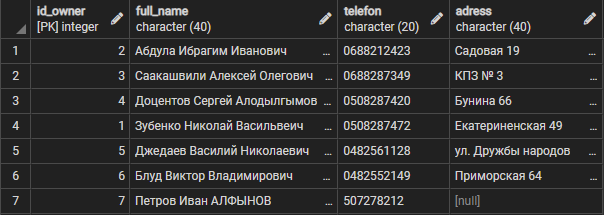 id_owner full_name telefon adress
[PK] integer character (40) character (20) character (40)
1 2 Абдула Ибрагим Иванович ... 0688212423 Садовая 19 ...
2 3 Саакашвили Алексей Олегович ... 0688287349 КПЗ № 3 ...
3 4 Доцентов Сергей Алодылгымов ... 0508287420 Бунина 66 ...
4 1 Зубенко Николай Васильвеич ... 0508287472 Екатериненская 49 ...
5 5 Джедаев Василий Николаевич ... 0482561128 ул. Дружбы народов ...
6 6 Блуд Виктор Владимирович ... 0482552149 Приморская 64 ...
7 7 Петров Иван АЛФЫНОВ ... 507278212 [null]